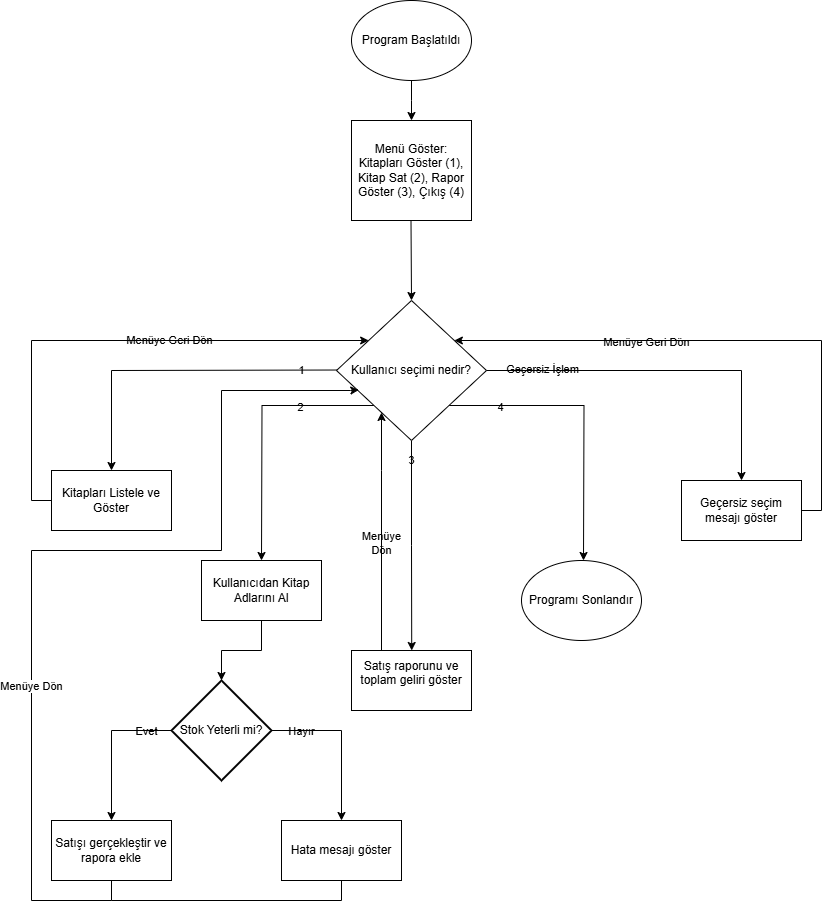 Program Başlatıldı
Menü Göster:
Kitapları Göster (1),
Kitap Sat (2), Rapor
Göster (3), Çıkış (4)
Menüye Geri Dön
Menüye Geri Dön
Kullanıcı seçimi nedir?
1
Geçersiz İşlem
2
4
3
Kitapları Listele ve
Göster
Geçersiz seçim
mesajı göster
Menüye
Dön
Kullanıcıdan Kitap
Adlarını Al
Programı Sonlandır
Satış raporunu ve
toplam geliri göster
Menüye Dön
Evet
Stok Yeterli mi?
Hayır
Satışı gerçekleştir ve
rapora ekle
Hata mesajı göster